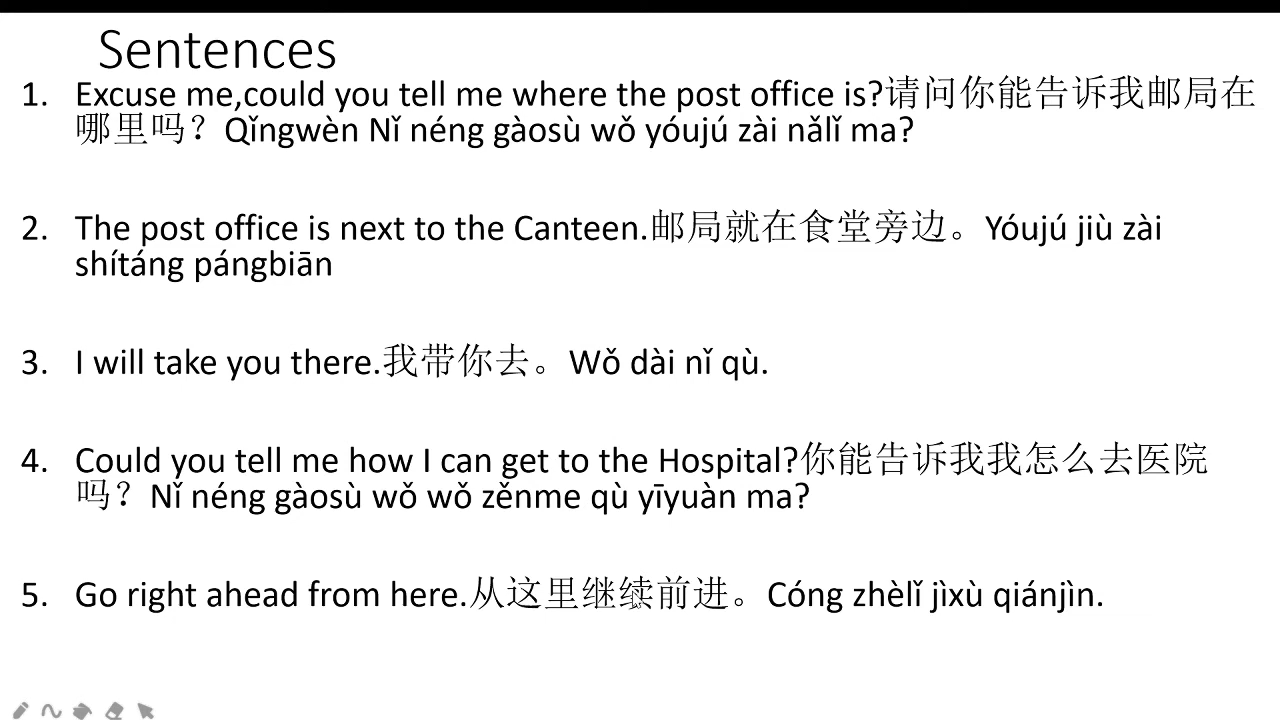 Sentences
1. Excuse me,could you tell me where the post office is?请问你能告诉我邮局在
哪里吗？Qǐngwèn Nǐ néng gàosù wǒ yóujú zài nǎlǐ ma?
2. The post office is next to the Canteen.邮局就在食堂旁边。Yóujú jiù zài
shítáng pángbiān
3. I will take you there.我带你去。Wǒ dài nǐ qù.
4. Could you tell me how I can get to the Hospital?你能告诉我我怎么去医院
吗？Nǐ néng gàosù wǒ wǒ zěnme qù yīyuàn ma?
5. Go right ahead from here.从这里继续前进。Cóng zhèlǐ jìxù qiánjìn.